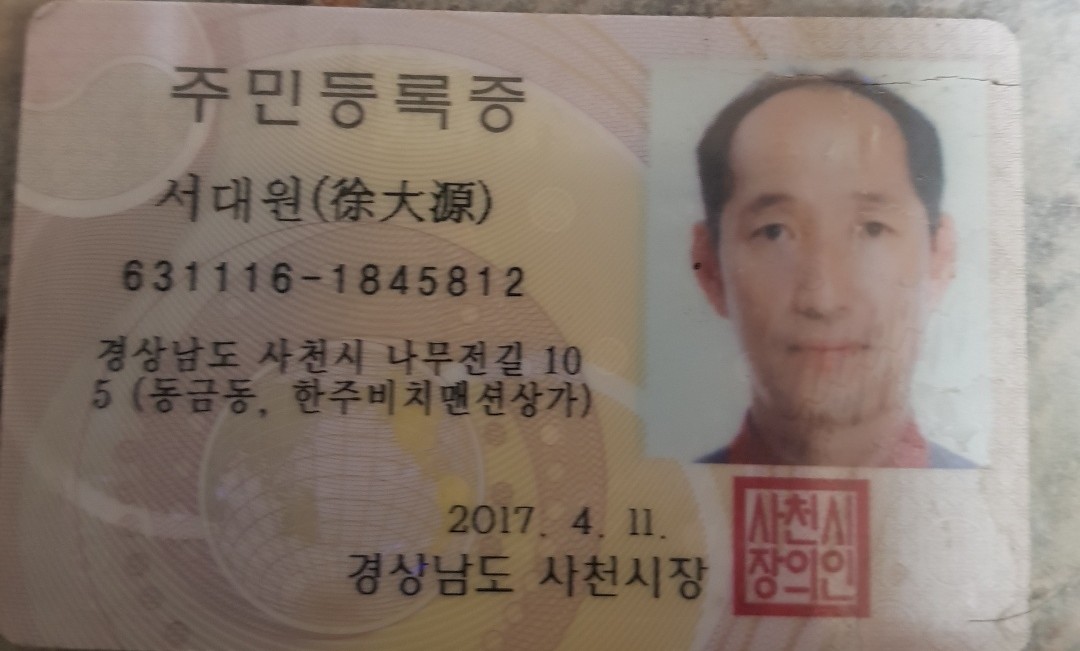 주민등록증
서대원(徐大源)
631116-1845812
경상남도 사천시 나무전길 10
5 (동금동, 한주비치맨션상가)
2017. 4. 11.
경상남도 사천시장
사천시
장의인